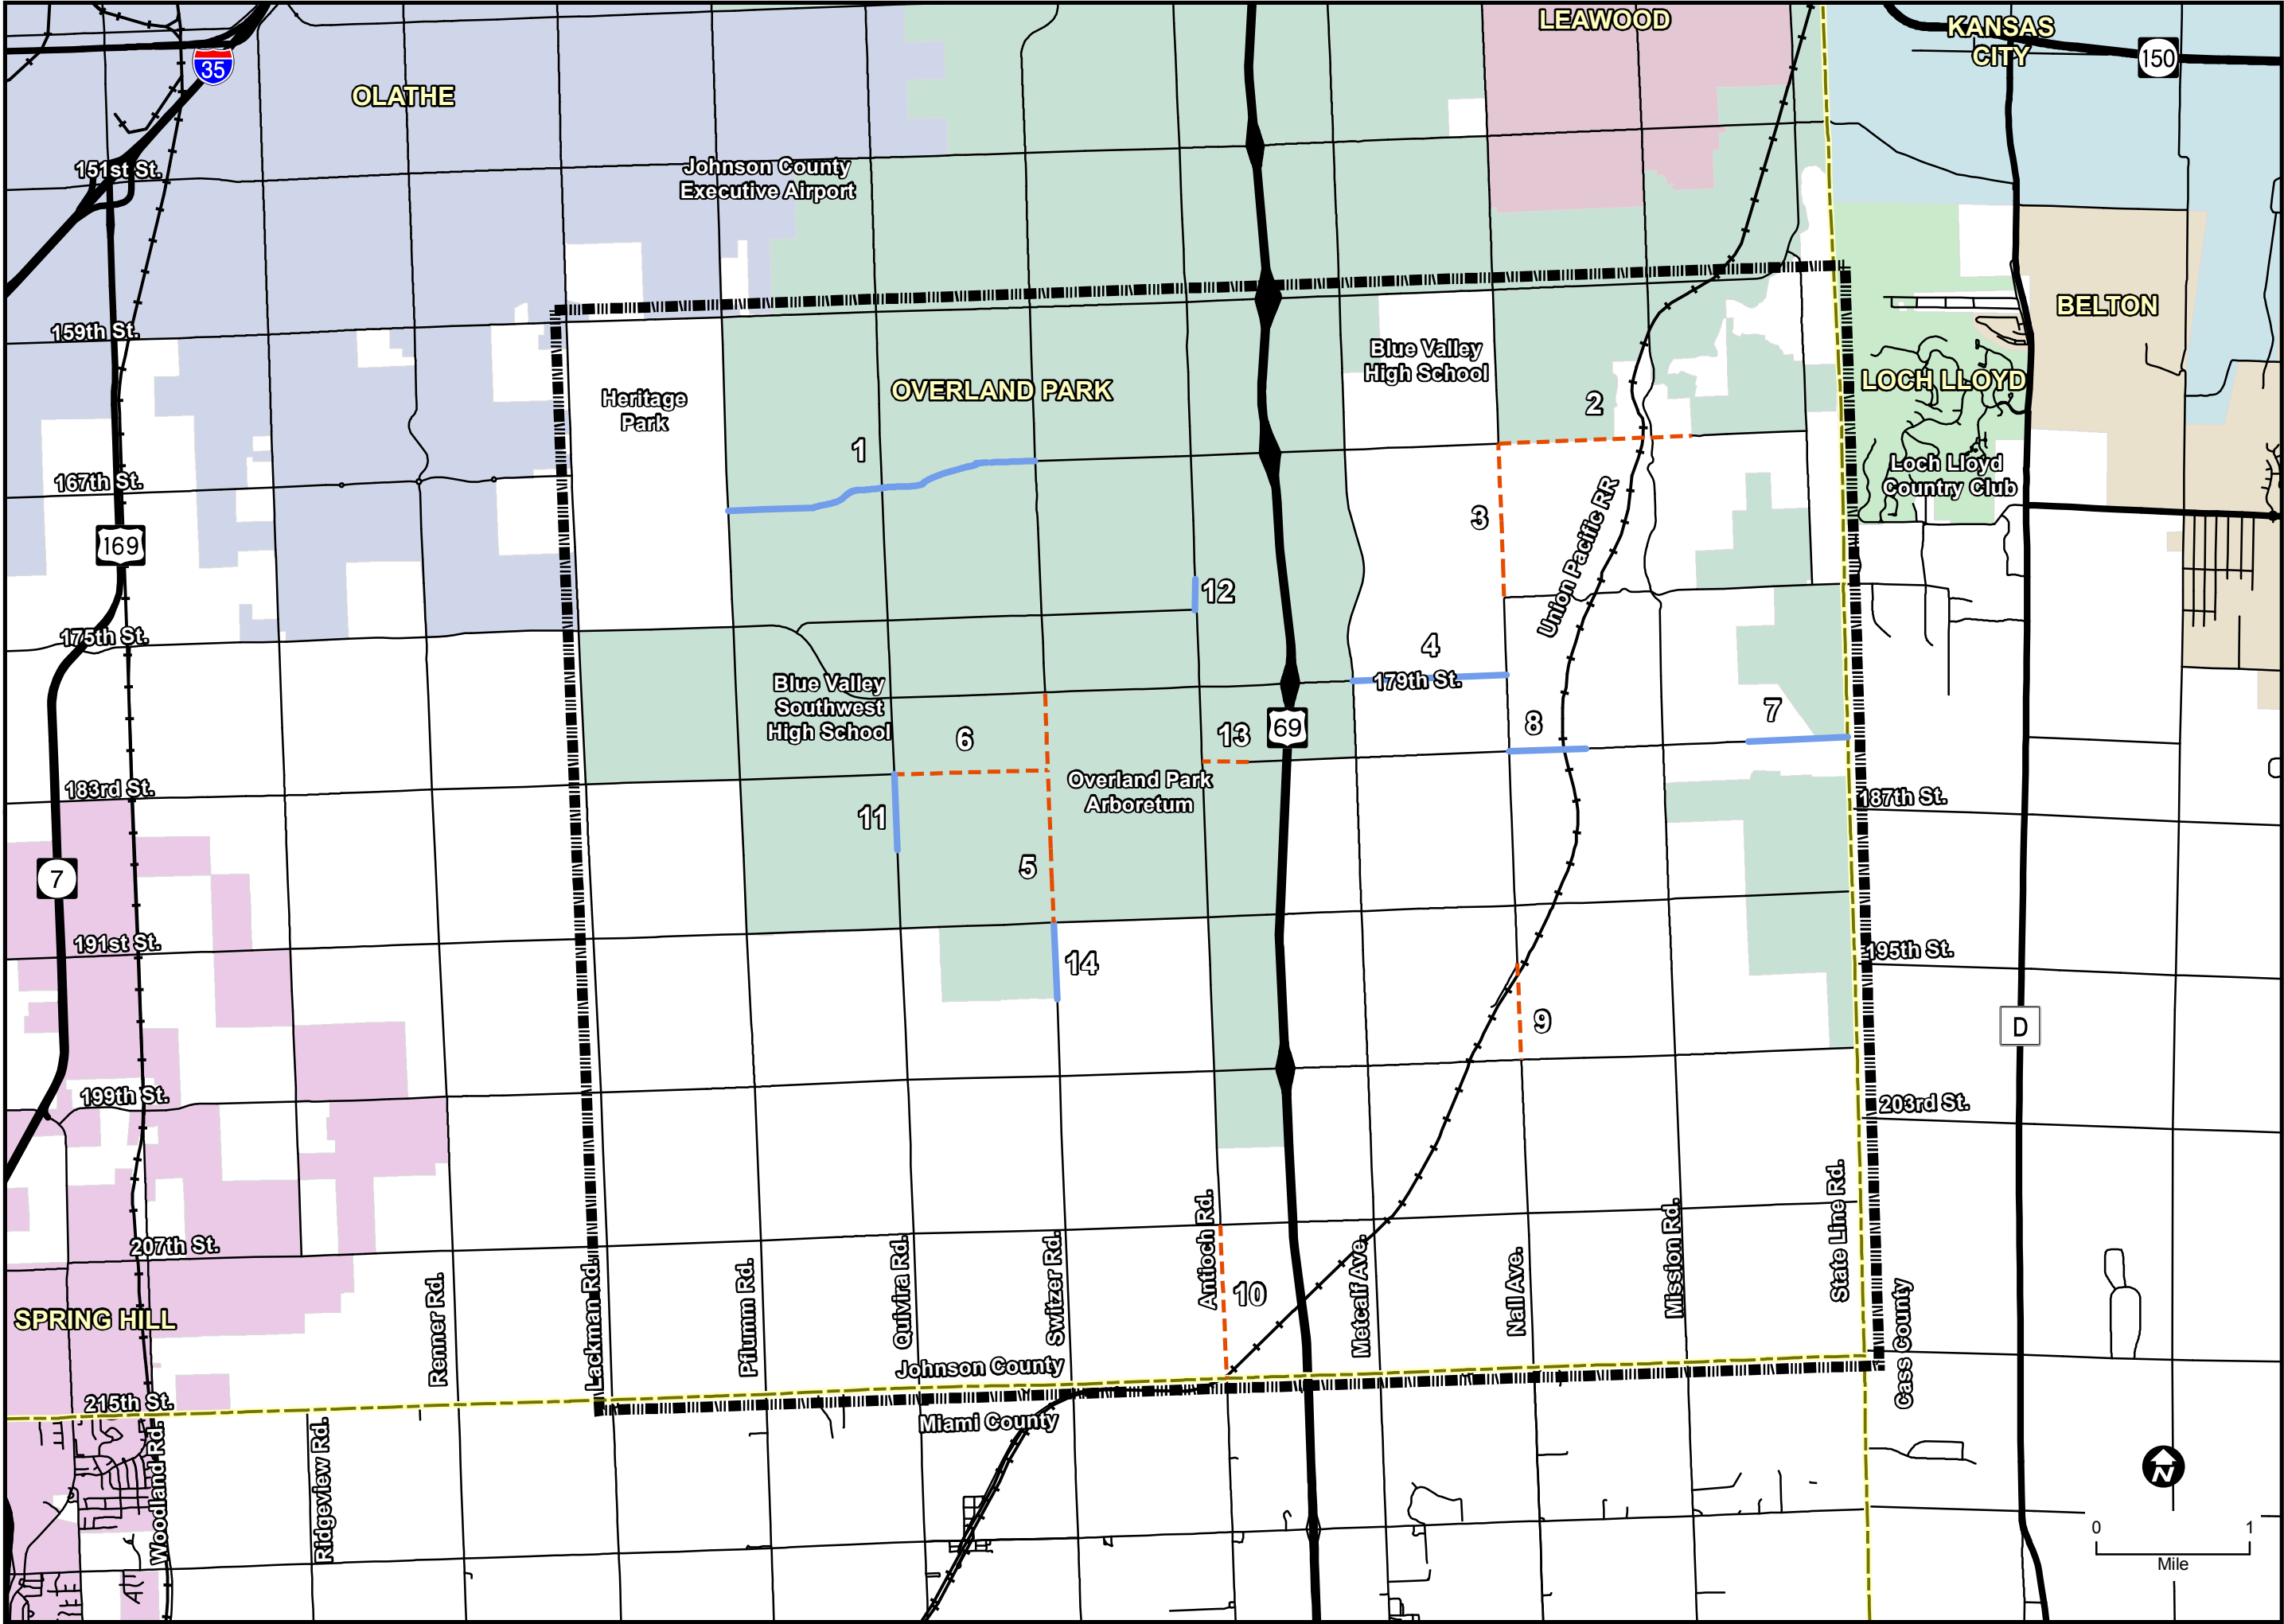 LEAWOOD
KANSAS
CITY
150
35
OLATHE
151st St.
Johnson County
Executive Airport
BELTON
159th St.
Blue Valley
High School
LOCH LLOYD
OVERLAND PARK
Heritage
Park
2
1
Loch Lloyd
Country Club
167th St.
3
Union Pacific RR
169
12
175th St.
4
179th St.
Blue Valley
Southwest
High School
6
13
69
8
7
183rd St.
Overland Park
Arboretum
187th St.
11
7
5
191st St.
14
195th St.
9
D
199th St.
203rd St.
207th St.
10
SPRING HILL
Renner Rd.
Lackman Rd.
Pflumm Rd.
Quivira Rd.
Switzer Rd.
Antioch Rd.
Metcalf Ave.
Nall Ave.
Mission Rd.
State Line Rd.
Cass County
Johnson County
215th St.
Miami County
Woodland Rd.
Ridgeview Rd.
N
0 1
Mile